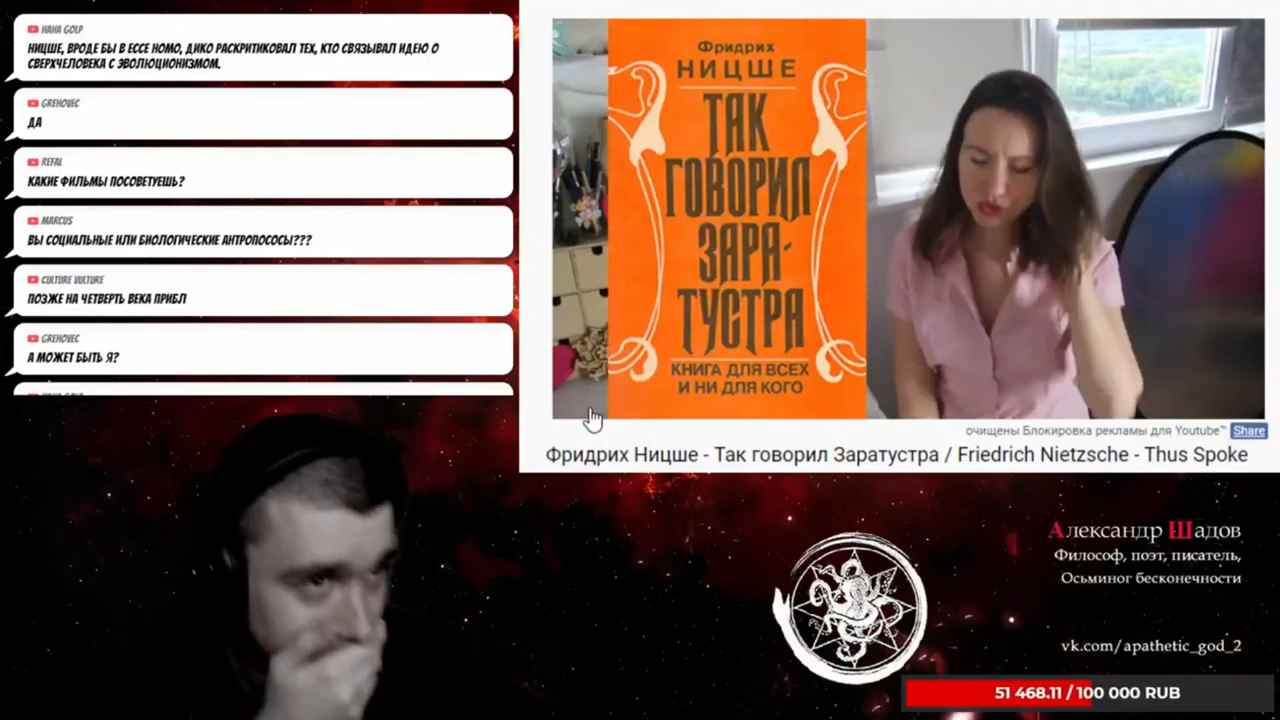 HAHA GOLP
НИЦШЕ, ВРОДЕ БЫ В ЕССЕ НОМО, ДИКО РАСКРИТИКОВАЛ ТЕХ, КТО СВЯЗЫВАЛ ИДЕЮ О
СВЕРХЧЕЛОВЕКА С ЭВОЛЮЦИОНИЗМОМ.
GREHOVEC
ДА
REFAL
КАКИЕ ФИЛЬМЫ ПОСОВЕТУЕШЬ?
MARCUS
ВЫ СОЦИАЛЬНЫЕ ИЛИ БИОЛОГИЧЕСКИЕ АНТРОПОСОСЫ???
CULTURE VULTURE
ПОЗЖЕ НА ЧЕТВЕРТЬ ВЕКА ПРИБЛ
GREHOVEC
А МОЖЕТ БЫТЬ Я?
Фридрих
НИЦШЕ
ТАК
ГОВОРИЛ
ЗАРА-
ТУСТРА
КНИГА ДЛЯ ВСЕХ
И НИ ДЛЯ КОГО
очищены Блокировка рекламы для Youtube™ Share
Фридрих Ницше - Так говорил Заратустра / Friedrich Nietzsche - Thus Spoke
Александр Шадов
Философ, поэт, писатель,
Осьминог бесконечности
vk.com/apathetic_god_2
51 468.11 / 100 000 RUB